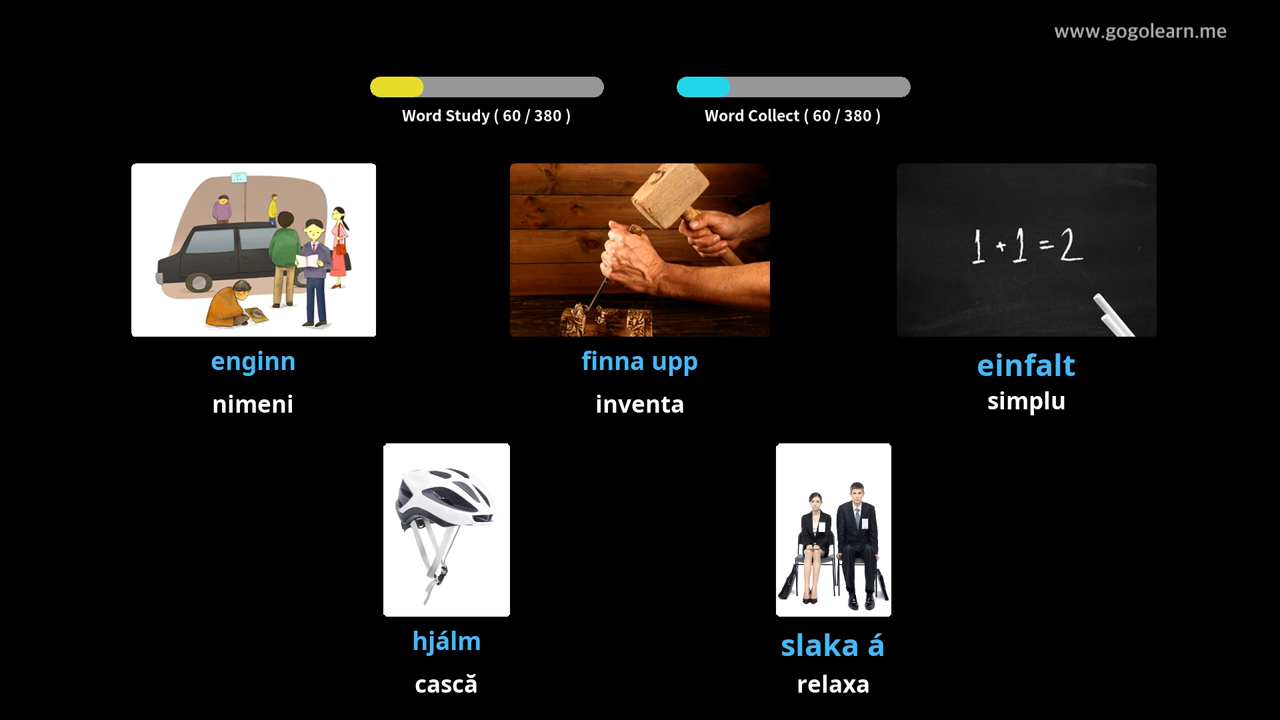 www.gogolearn.me
Word Study ( 60 / 380 )
Word Collect ( 60 / 380 )
1 + 1 = 2
enginn
finna upp
einfalt
nimeni
inventa
simplu
hjálm
slaka á
cască
relaxa